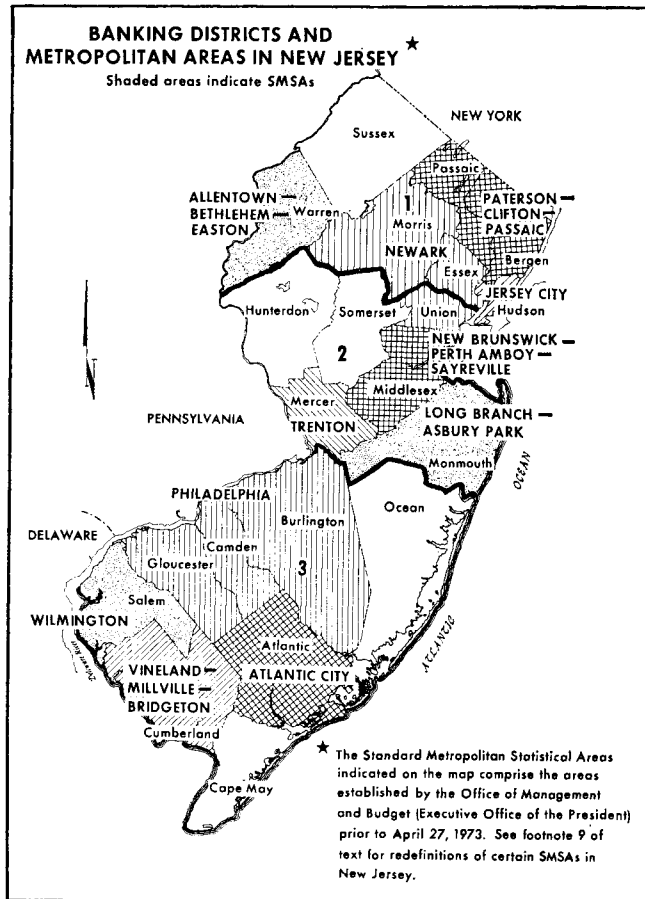 BANKING DISTRICTS AND
METROPOLITAN AREAS IN NEW JERSEY ★
Shaded areas indicate SMSAs
NEW YORK
Sussex
Passaic
ALLENTOWN —
BETHLEHEM —
EASTON
Warren
1
Morris
NEWARK
PATERSON —
CLIFTON —
PASSAIC
Bergen
Essex
JERSEY CITY
Hudson
Hunterdon
Somerset
Union
2
NEW BRUNSWICK —
PERTH AMBOY —
SAYREVILLE
Middlesex
Mercer
TRENTON
N
PENNSYLVANIA
LONG BRANCH —
ASBURY PARK
Monmouth
OCEAN
PHILADELPHIA
Burlington
Ocean
DELAWARE
Camden
Gloucester
3
Salem
WILMINGTON
Delaware River
Atlantic
ATLANTIC CITY
ATLANTIC
VINELAND —
MILLVILLE —
BRIDGETON
Cumberland
Cape May
★ The Standard Metropolitan Statistical Areas
indicated on the map comprise the areas
established by the Office of Management
and Budget (Executive Office of the President)
prior to April 27, 1973. See footnote 9 of
text for redefinitions of certain SMSAs in
New Jersey.